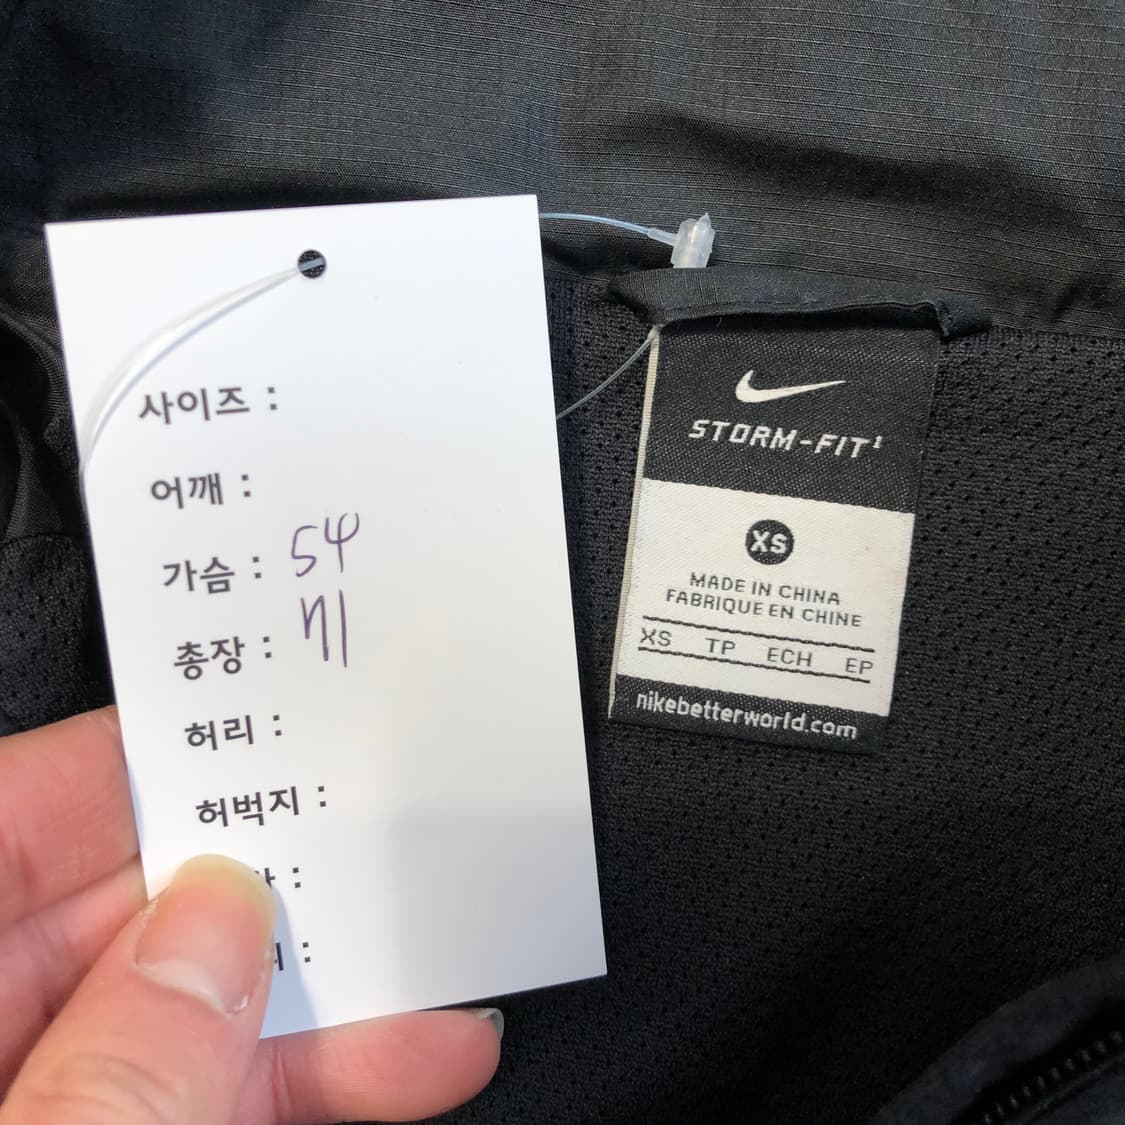 사이즈 :
어깨 :
가슴 : 54
총장 : 71
허리 :
허벅지 :
:
:
STORM-FIT¹
XS
MADE IN CHINA
FABRIQUE EN CHINE
XS TP ECH EP
nikebetterworld.com